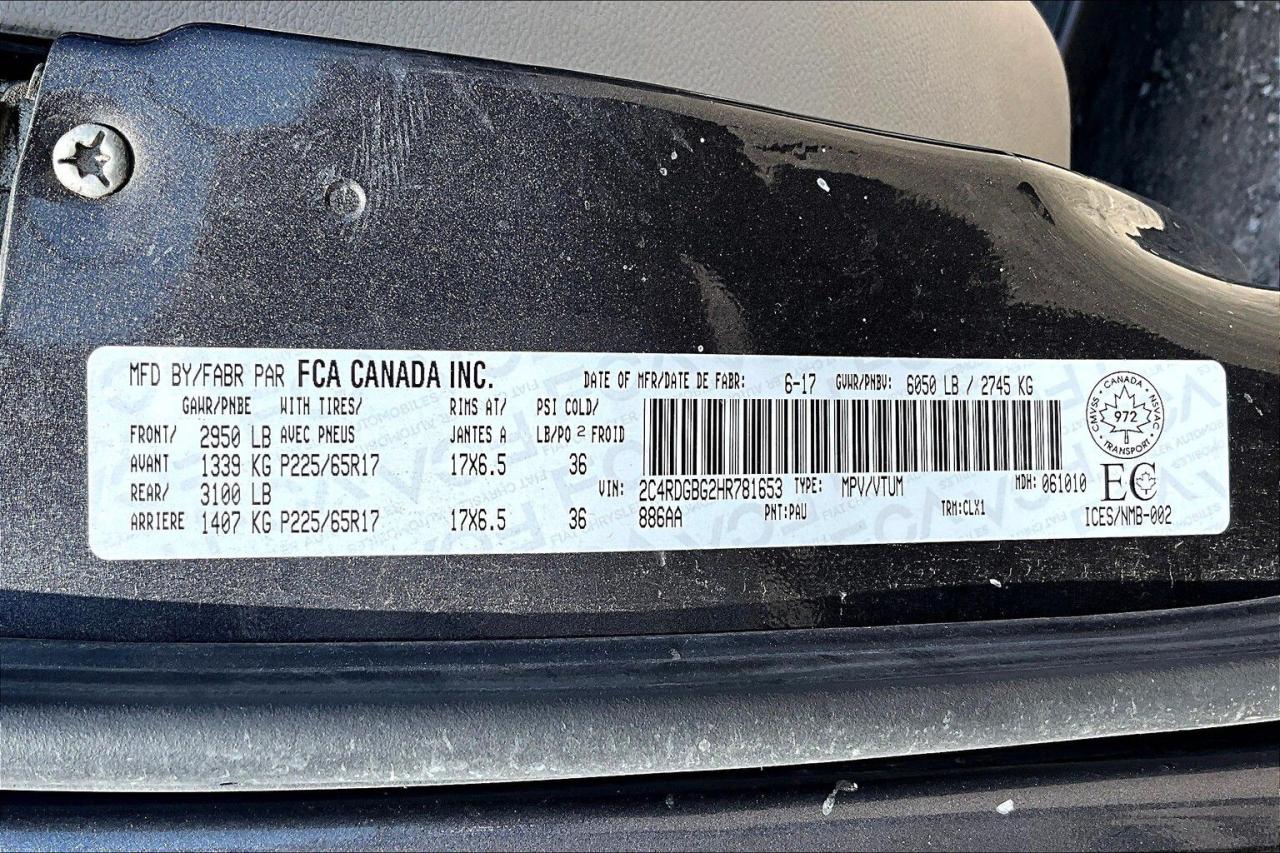 MFD BY/FABR PAR FCA CANADA INC. DATE OF MFR/DATE DE FABR: 6-17 GVWR/PNBV: 6050 LB / 2745 KG
GAWR/PNBE WITH TIRES/ RIMS AT/ PSI COLD/
FRONT/ 2950 LB AVEC PNEUS JANTES A LB/PO 2 FROID
AVANT 1339 KG P225/65R17 17X6.5 36
REAR/ 3100 LB
ARRIERE 1407 KG P225/65R17 17X6.5 36
VIN: 2C4RDGBG2HR781653 TYPE: MPV/VTUM MDH: 061010
886AA PNT:PAU TRM:CLX1
CMVSS CANADA NSVAC
972
TRANSPORT
EC
ICES/NMB-002